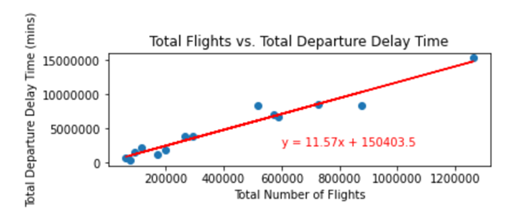 Total Flights vs. Total Departure Delay Time
Total Departure Delay Time (mins)
15000000
10000000
5000000
0
y = 11.57x + 150403.5
200000 400000 600000 800000 1000000 1200000
Total Number of Flights